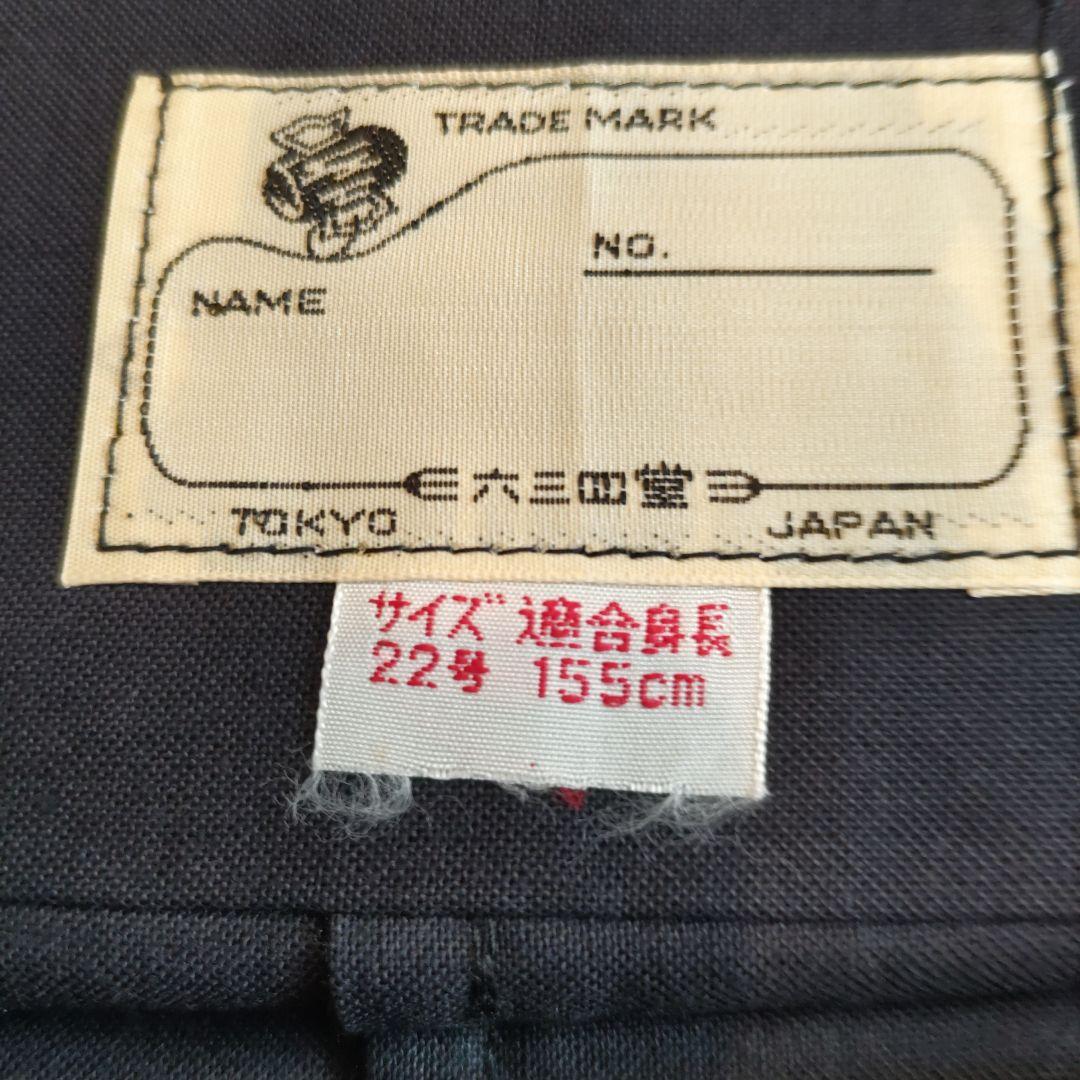 TRADE MARK
NO.
NAME
六三四堂
TOKYO JAPAN
サイズ 適合身長
22号 155cm